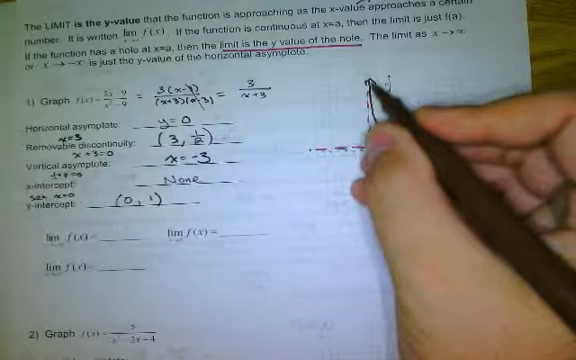 The LIMIT is the y-value that the function is approaching as the x-value approaches a certain
number. It is written lim f(x). If the function is continuous at x=a, then the limit is just f(a)
If the function has a hole at x=a, then the limit is the y value of the hole. The limit as x → ∞
or x → -∞ is just the y-value of the horizontal asymptote.
1) Graph f(x) = 3x-9 / x²-9 = 3(x-3) / (x+3)(x-3) = 3 / x+3
Horizontal asymptote: y=0
x=3
Removable discontinuity: (3, 1/2)
x+3=0
Vertical asymptote: x=-3
x-intercept: None
set x=0
y-intercept: (0, 1)
lim f(x) = lim f(x) =
lim f(x) =
2) Graph f(x) = 5 / x²-3x-4